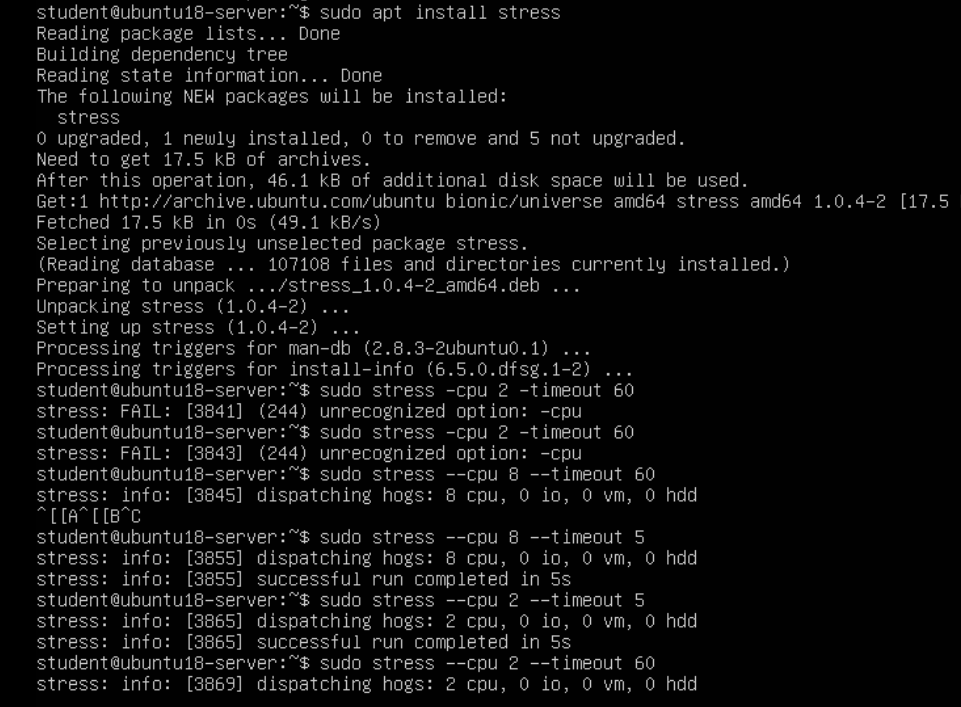 student@ubuntu18-server:~$ sudo apt install stress
Reading package lists... Done
Building dependency tree
Reading state information... Done
The following NEW packages will be installed:
  stress
0 upgraded, 1 newly installed, 0 to remove and 5 not upgraded.
Need to get 17.5 kB of archives.
After this operation, 46.1 kB of additional disk space will be used.
Get:1 http://archive.ubuntu.com/ubuntu bionic/universe amd64 stress amd64 1.0.4-2 [17.5
Fetched 17.5 kB in 0s (49.1 kB/s)
Selecting previously unselected package stress.
(Reading database ... 107108 files and directories currently installed.)
Preparing to unpack .../stress_1.0.4-2_amd64.deb ...
Unpacking stress (1.0.4-2) ...
Setting up stress (1.0.4-2) ...
Processing triggers for man-db (2.8.3-2ubuntu0.1) ...
Processing triggers for install-info (6.5.0.dfsg.1-2) ...
student@ubuntu18-server:~$ sudo stress -cpu 2 -timeout 60
stress: FAIL: [3841] (244) unrecognized option: -cpu
student@ubuntu18-server:~$ sudo stress -cpu 2 -timeout 60
stress: FAIL: [3843] (244) unrecognized option: -cpu
student@ubuntu18-server:~$ sudo stress --cpu 8 --timeout 60
stress: info: [3845] dispatching hogs: 8 cpu, 0 io, 0 vm, 0 hdd
^[[A^[[B^C
student@ubuntu18-server:~$ sudo stress --cpu 8 --timeout 5
stress: info: [3855] dispatching hogs: 8 cpu, 0 io, 0 vm, 0 hdd
stress: info: [3855] successful run completed in 5s
student@ubuntu18-server:~$ sudo stress --cpu 2 --timeout 5
stress: info: [3865] dispatching hogs: 2 cpu, 0 io, 0 vm, 0 hdd
stress: info: [3865] successful run completed in 5s
student@ubuntu18-server:~$ sudo stress --cpu 2 --timeout 60
stress: info: [3869] dispatching hogs: 2 cpu, 0 io, 0 vm, 0 hdd